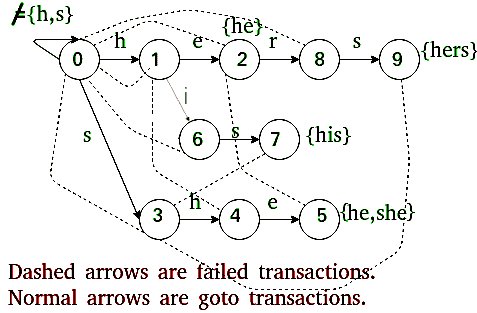 ≠{h,s}
{he}
0 h 1 e 2 r 8 s 9 {hers}
i
s 6 s 7 {his}
3 h 4 e 5 {he,she}
Dashed arrows are failed transactions.
Normal arrows are goto transactions.